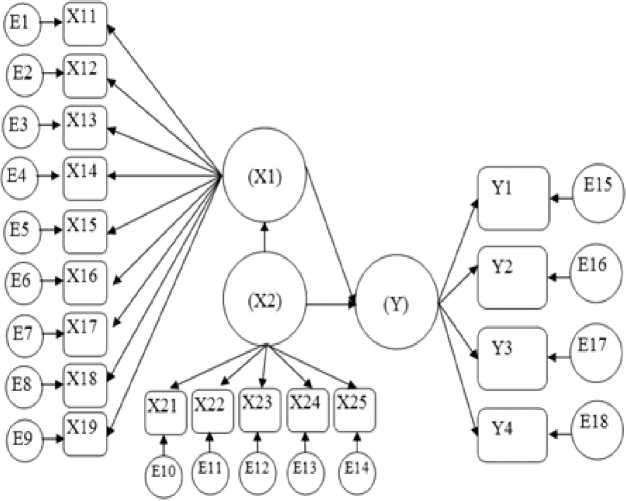 E1 X11
E2 X12
E3 X13
E4 X14
E5 X15
E6 X16
E7 X17
E8 X18
E9 X19
(X1)
(X2)
(Y)
X21 X22 X23 X24 X25
E10 E11 E12 E13 E14
Y1 E15
Y2 E16
Y3 E17
Y4 E18